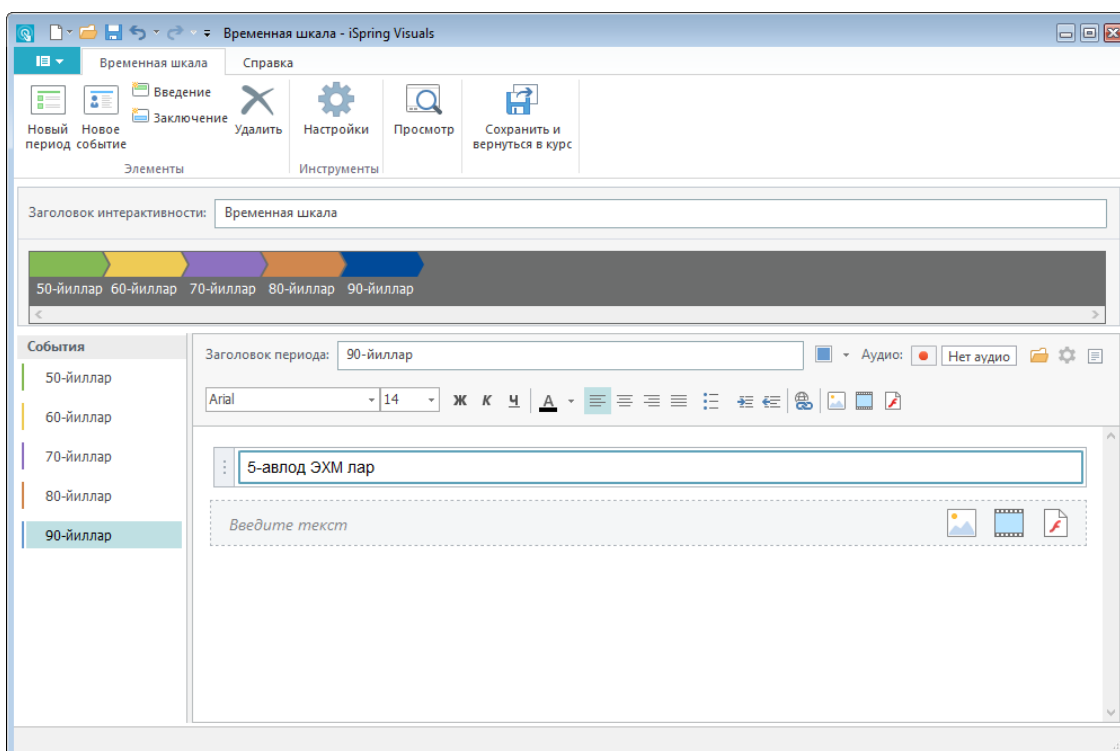 Временная шкала - iSpring Visuals
Временная шкала Справка
Новый период
Новое событие
Введение
Заключение
Удалить
Настройки
Просмотр
Сохранить и вернуться в курс
Элементы
Инструменты
Заголовок интерактивности: Временная шкала
50-йиллар 60-йиллар 70-йиллар 80-йиллар 90-йиллар
События
50-йиллар
60-йиллар
70-йиллар
80-йиллар
90-йиллар
Заголовок периода: 90-йиллар Аудио: Нет аудио
Arial 14 Ж К Ч А
5-авлод ЭХМ лар
Введите текст